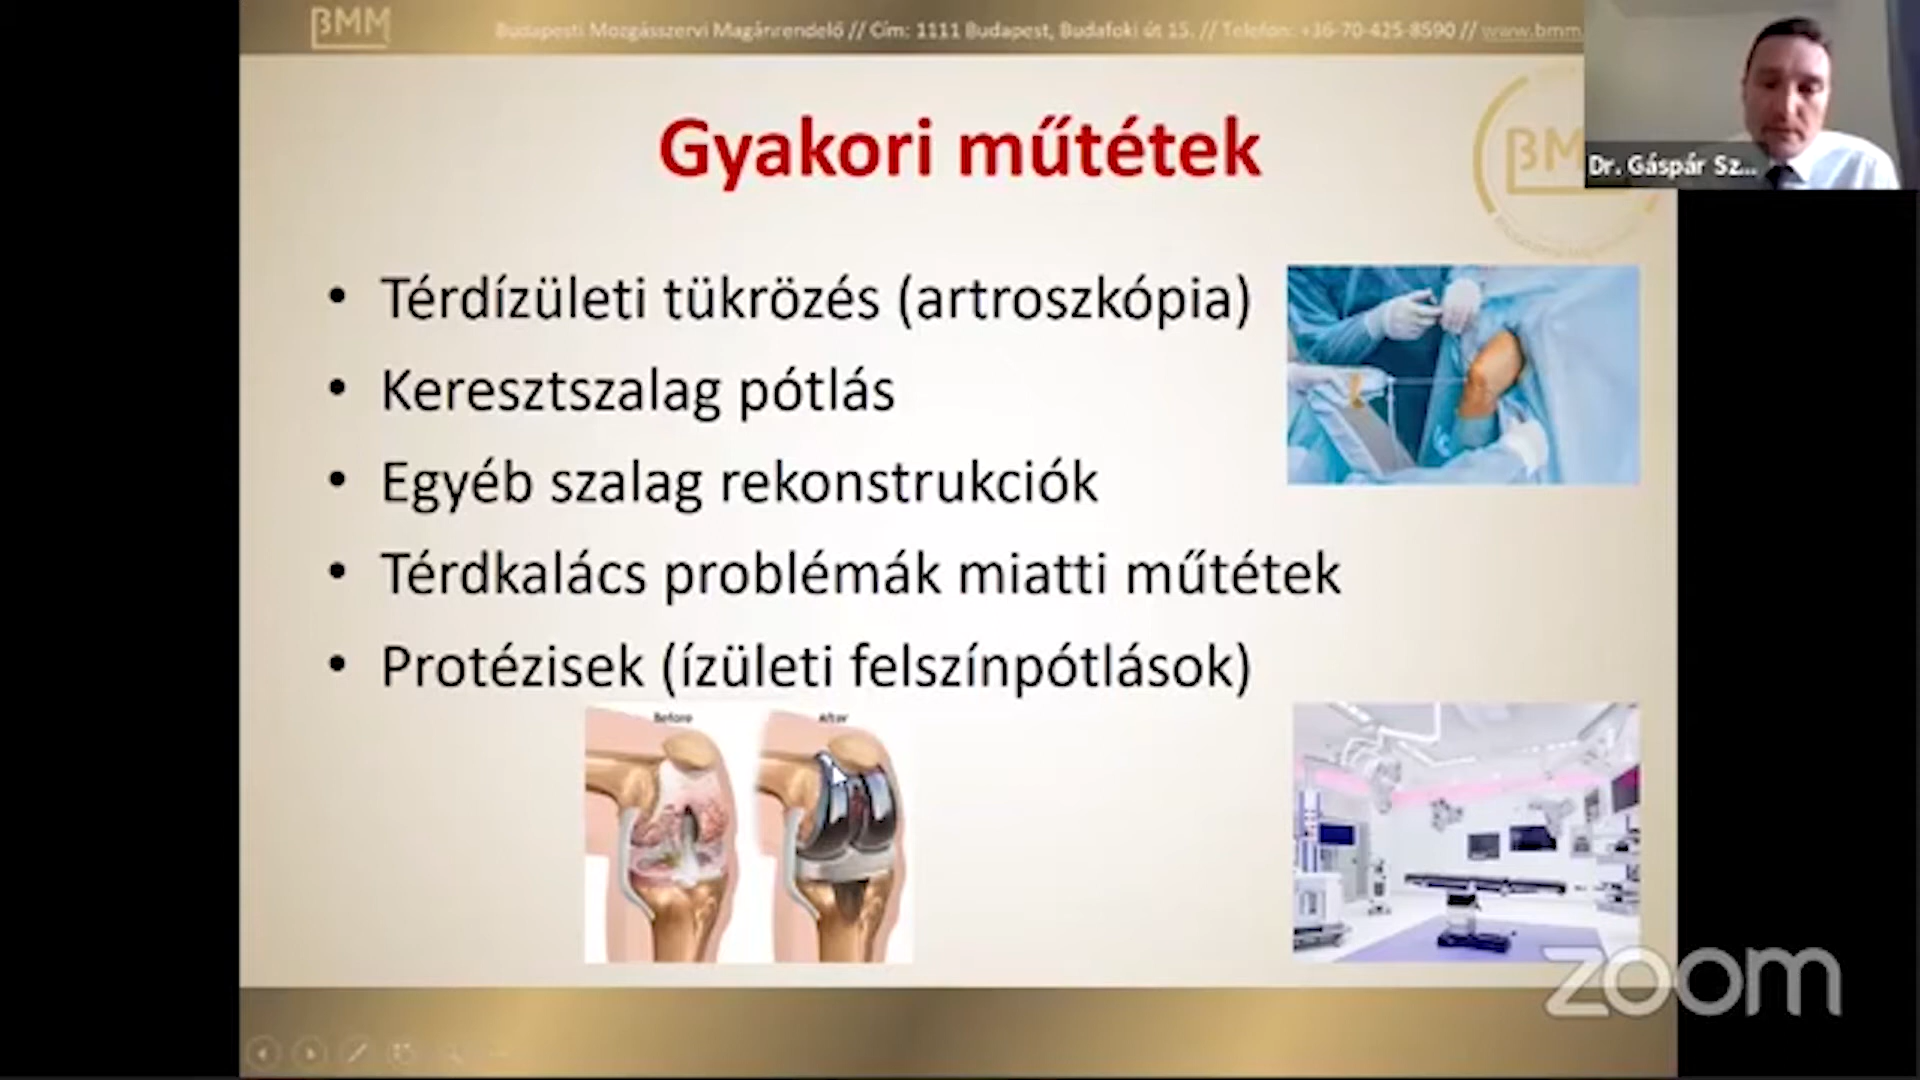 BMM
Budapesti Mozgásszervi Magánrendelő // Cím: 1111 Budapest, Budafoki út 15. // Telefon: +36-70-425-8590 // www.bmm.
Dr. Gáspár Sz...
Gyakori műtétek
BM
• Térdízületi tükrözés (artroszkópia)
• Keresztszalag pótlás
• Egyéb szalag rekonstrukciók
• Térdkalács problémák miatti műtétek
• Protézisek (ízületi felszínpótlások)
Before
After
zoom